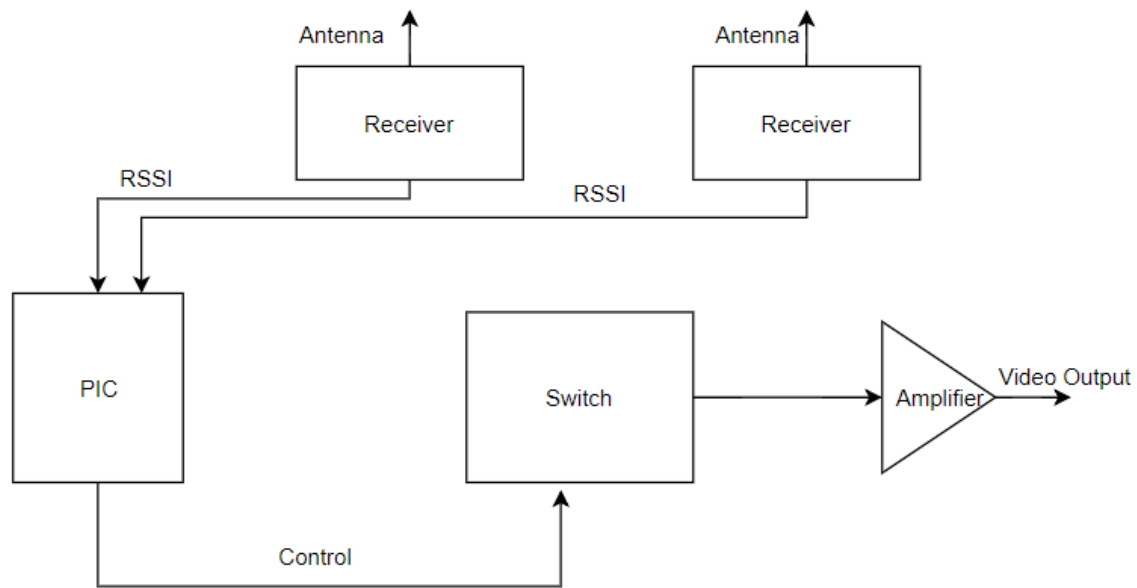 Antenna
Antenna
Receiver
Receiver
RSSI
RSSI
PIC
Switch
Amplifier
Video Output
Control